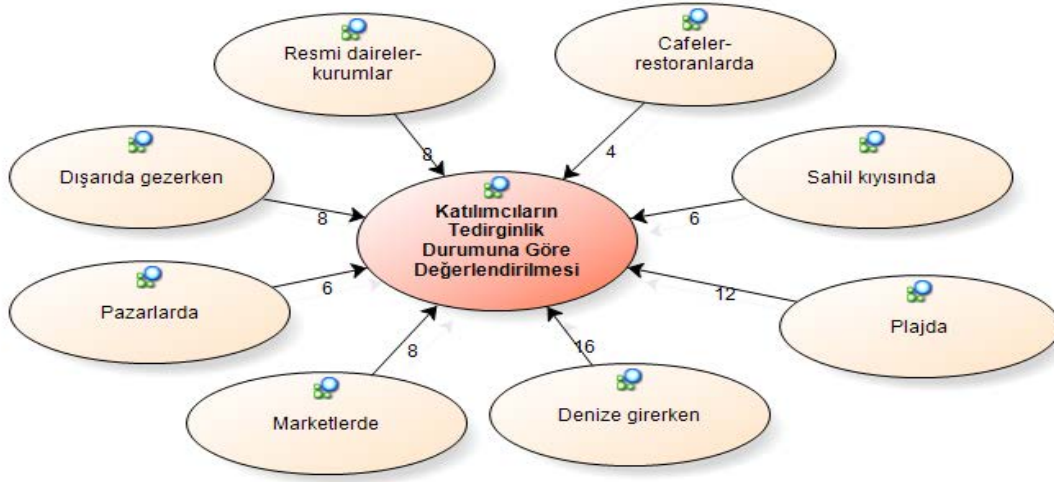 Resmi daireler-
kurumlar
Cafeler-
restoranlarda
8
4
Dışarıda gezerken
8
Katılımcıların
Tedirginlik
Durumuna Göre
Değerlendirilmesi
Sahil kıyısında
6
Pazarlarda
6
12
Plajda
8
16
Marketlerde
Denize girerken